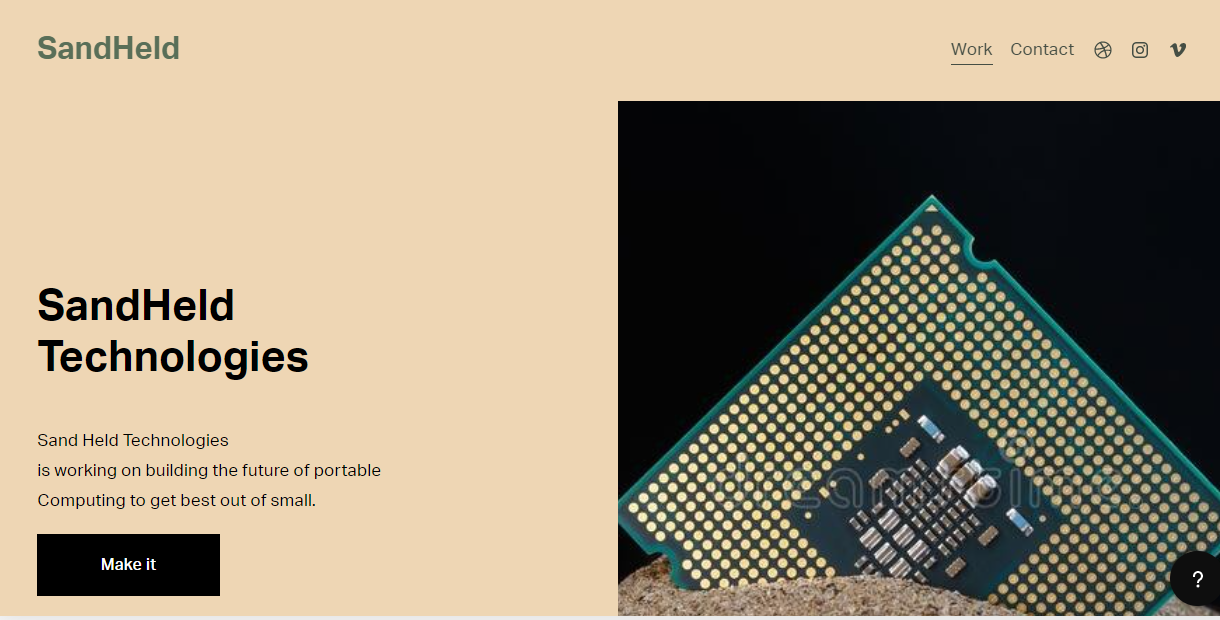 SandHeld
Work Contact
SandHeld
Technologies
Sand Held Technologies
is working on building the future of portable
Computing to get best out of small.
Make it
dreamstime
?